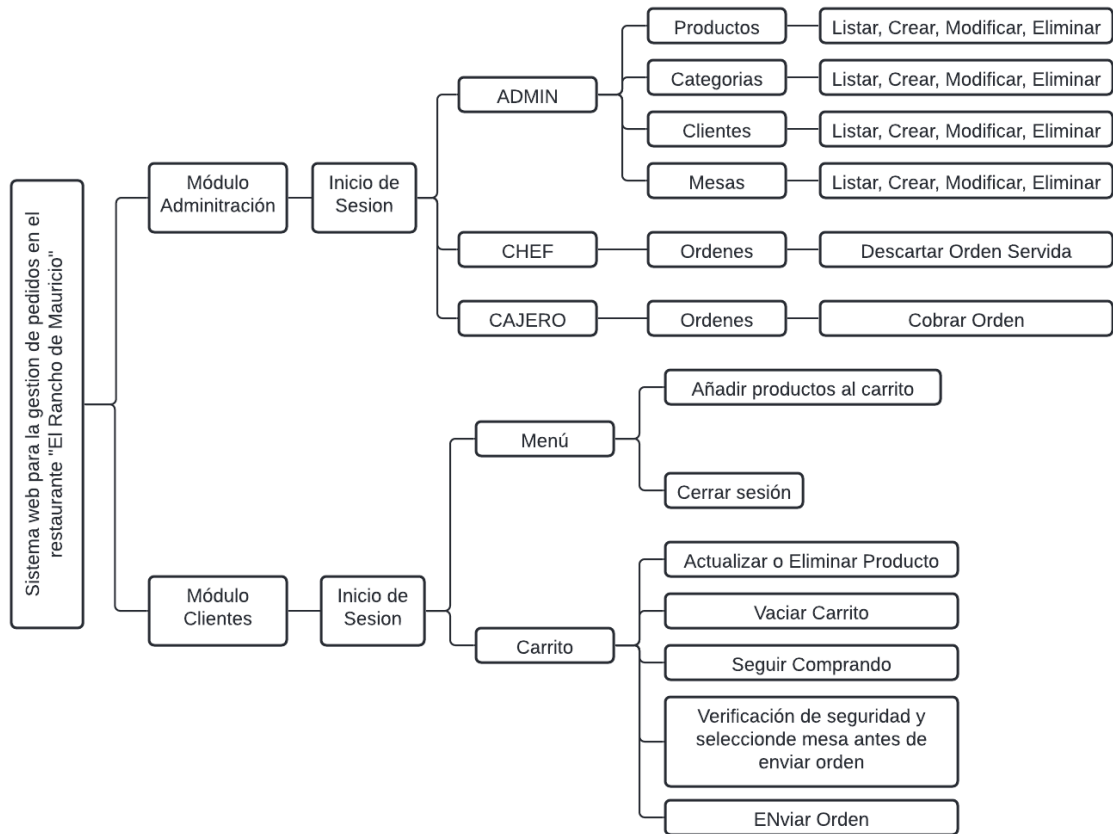 Sistema web para la gestion de pedidos en el
restaurante "El Rancho de Mauricio"
Módulo
Adminitración
Inicio de
Sesion
ADMIN
Productos
Listar, Crear, Modificar, Eliminar
Categorias
Listar, Crear, Modificar, Eliminar
Clientes
Listar, Crear, Modificar, Eliminar
Mesas
Listar, Crear, Modificar, Eliminar
CHEF
Ordenes
Descartar Orden Servida
CAJERO
Ordenes
Cobrar Orden
Módulo
Clientes
Inicio de
Sesion
Menú
Añadir productos al carrito
Cerrar sesión
Carrito
Actualizar o Eliminar Producto
Vaciar Carrito
Seguir Comprando
Verificación de seguridad y
seleccionde mesa antes de
enviar orden
ENviar Orden